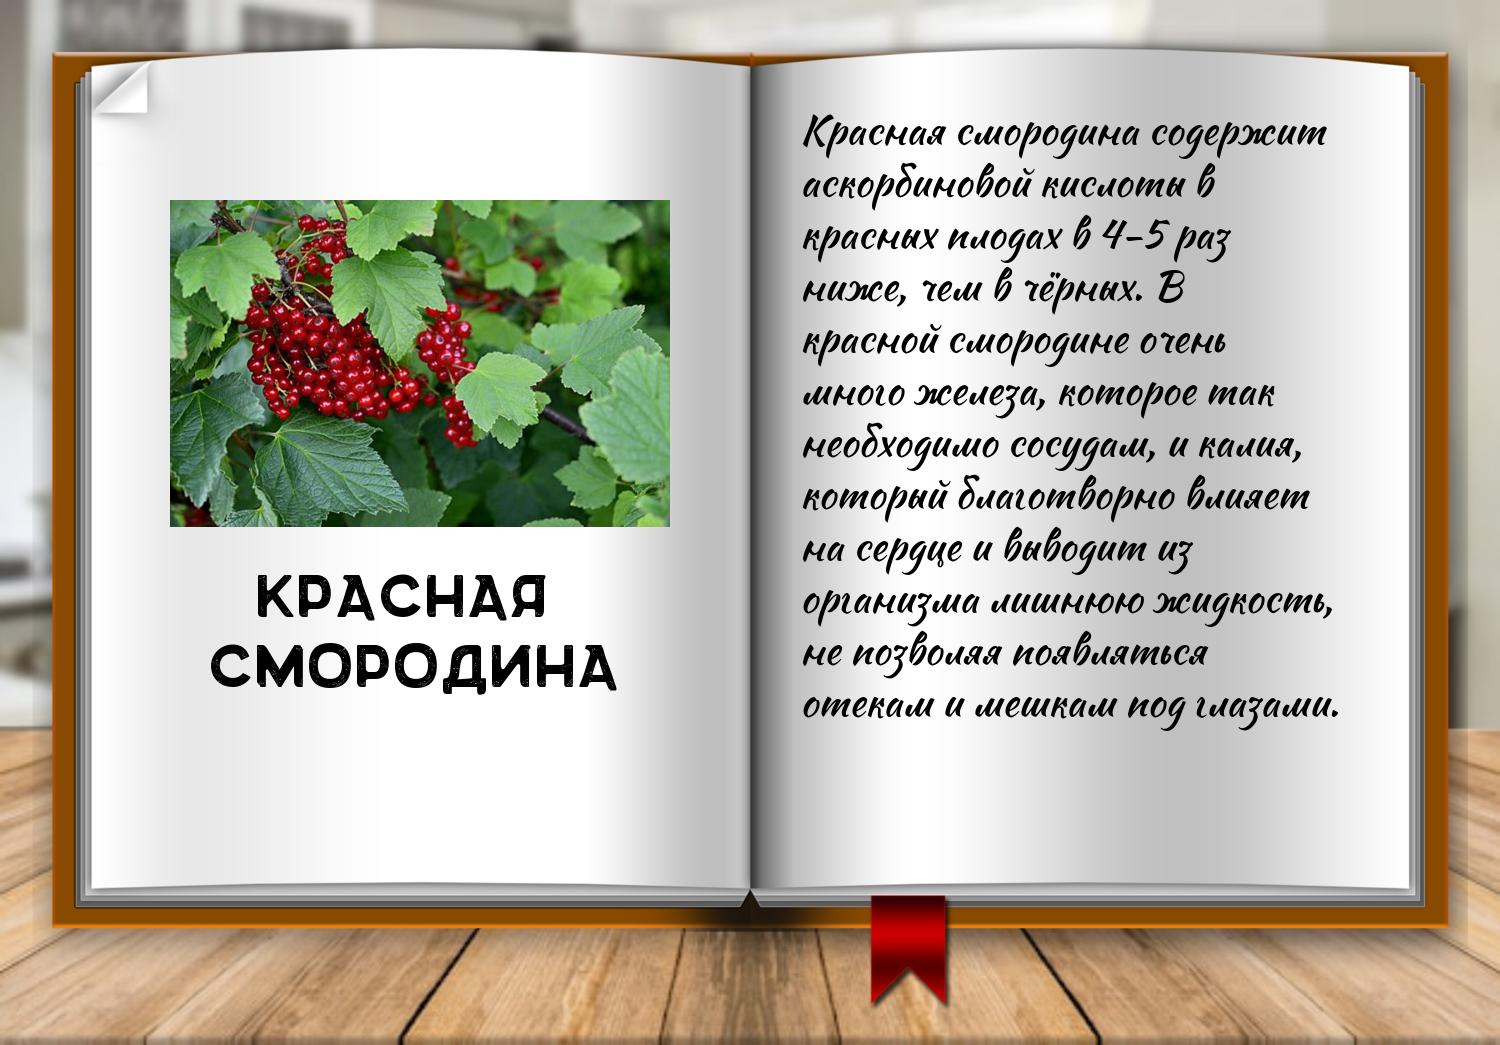 КРАСНАЯ
СМОРОДИНА
Красная смородина содержит
аскорбиновой кислоты в
красных плодах в 4-5 раз
ниже, чем в чёрных. В
красной смородине очень
много железа, которое так
необходимо сосудам, и калия,
который благотворно влияет
на сердце и выводит из
организма лишнюю жидкость,
не позволяя появляться
отекам и мешкам под глазами.